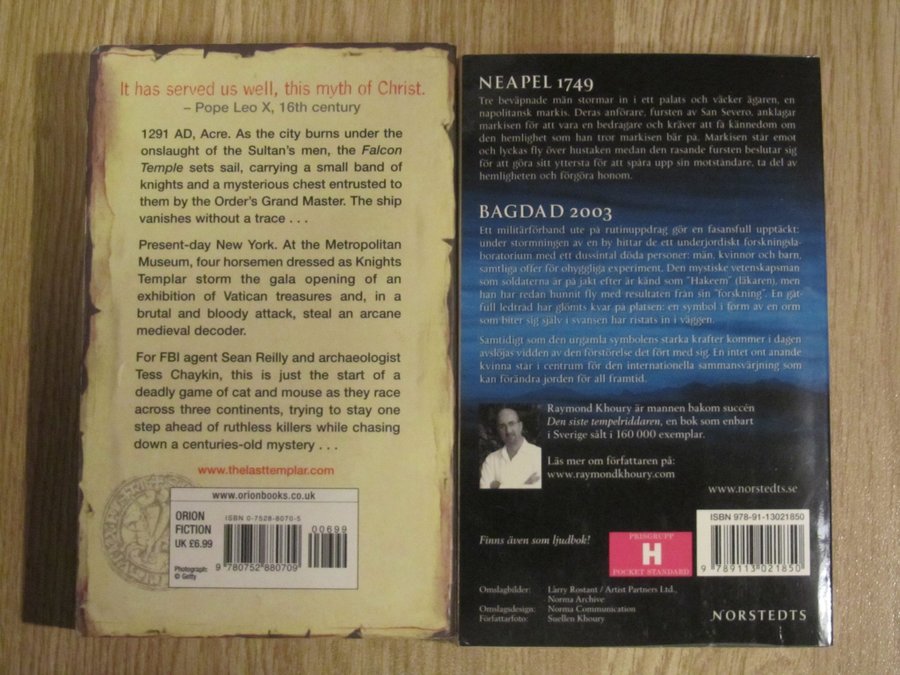 It has served us well, this myth of Christ.
– Pope Leo X, 16th century
1291 AD, Acre. As the city burns under the
onslaught of the Sultan's men, the Falcon
Temple sets sail, carrying a small band of
knights and a mysterious chest entrusted to
them by the Order's Grand Master. The ship
vanishes without a trace . . .
Present-day New York. At the Metropolitan
Museum, four horsemen dressed as Knights
Templar storm the gala opening of an
exhibition of Vatican treasures and, in a
brutal and bloody attack, steal an arcane
medieval decoder.
For FBI agent Sean Reilly and archaeologist
Tess Chaykin, this is just the start of a
deadly game of cat and mouse as they race
across three continents, trying to stay one
step ahead of ruthless killers while chasing
down a centuries-old mystery . . .
www.thelasttemplar.com
www.orionbooks.co.uk
ORION
FICTION
UK £6.99
Photograph:
© Getty
ISBN 0-7528-8070-5
00699
9 780752 880709
NEAPEL 1749
Tre beväpnade män stormar in i ett palats och väcker ägaren, en
napolitansk markis. Deras anförare, fursten av San Severo, anklagar
markisen för att vara en bedragare och kräver att få kännedom om
den hemlighet som han tror markisen bär på. Markisen står emot
och lyckas fly över hustaken medan den rasande fursten beslutar sig
för att göra sitt yttersta för att spåra upp sin motståndare, ta del av
hemligheten och förgöra honom.
BAGDAD 2003
Ett militärförband ute på rutinuppdrag gör en fasansfull upptäckt:
under stormningen av en by hittar de ett underjordiskt forskningsla-
boratorium med ett dussintal döda personer: män, kvinnor och barn,
samtliga offer för ohyggliga experiment. Den mystiske vetenskapsman
som soldaterna är på jakt efter är känd som "Hakeem" (läkaren), men
han har redan hunnit fly med resultaten från sin "forskning". En gåt-
full ledtråd har glömts kvar på platsen: en symbol i form av en orm
som biter sig själv i svansen har ristats in i väggen.
Samtidigt som den urgamla symbolens starka krafter kommer i dagen
avslöjas vidden av den förstörelse det fört med sig. En intet ont anande
kvinna står i centrum för den internationella sammansvärjning som
kan förändra jorden för all framtid.
Raymond Khoury är mannen bakom succén
Den siste tempelriddaren, en bok som enbart
i Sverige sålt i 160 000 exemplar.
Läs mer om författaren på:
www.raymondkhoury.com
www.norstedts.se
Finns även som ljudbok!
PRISGRUPP
H
POCKET STANDARD
ISBN 978-91-13021850
9 789113 021850
Omslagbilder: Larry Rostant / Artist Partners Ltd.,
Norma Archive
Omslagsdesign: Norma Communication
Författarfoto: Suellen Khoury
NORSTEDTS